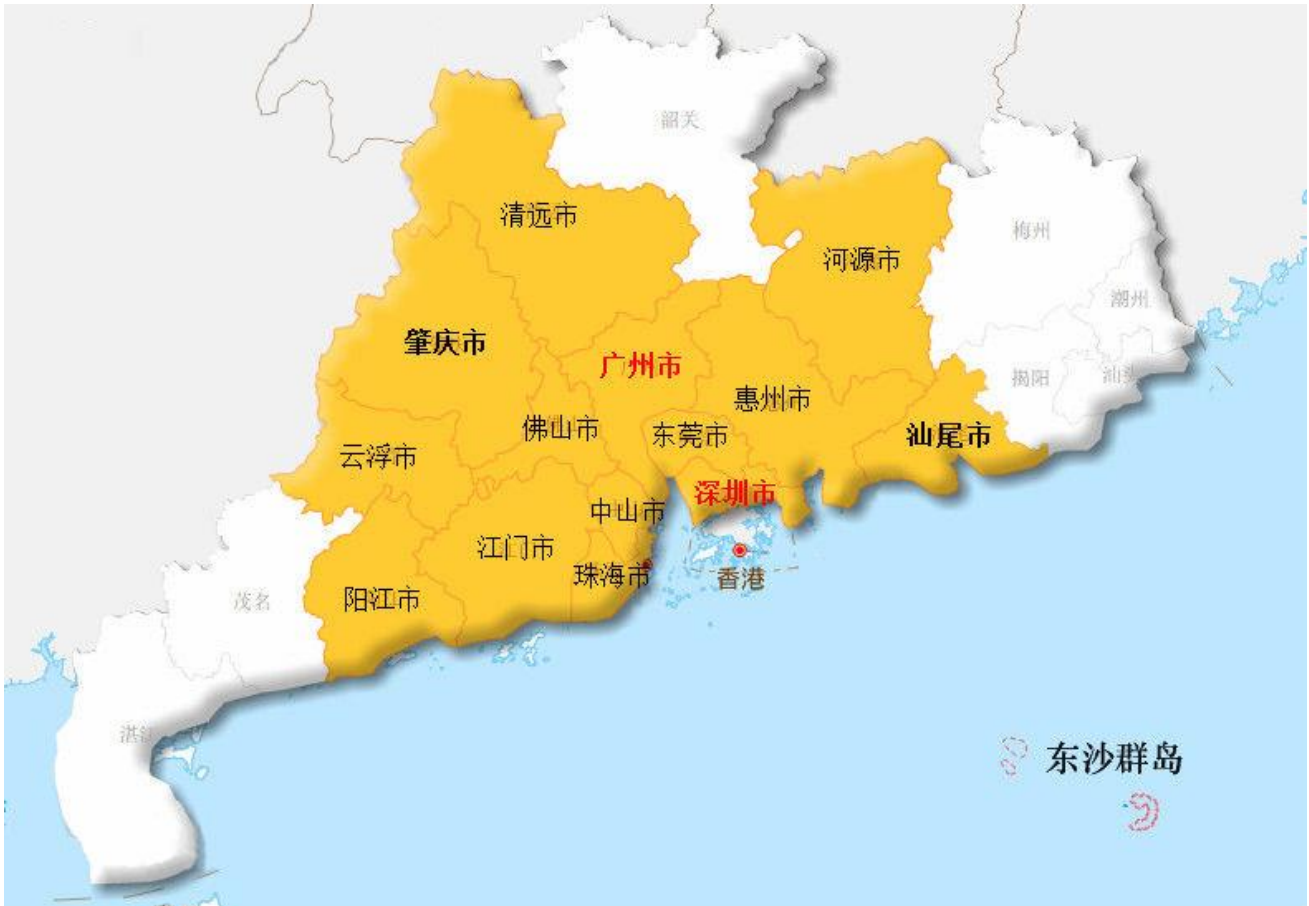 韶关
清远市
梅州
河源市
潮州
肇庆市
广州市
揭阳
汕头
惠州市
佛山市
东莞市
汕尾市
云浮市
深圳市
中山市
江门市
珠海市
香港
阳江市
茂名
湛江
东沙群岛